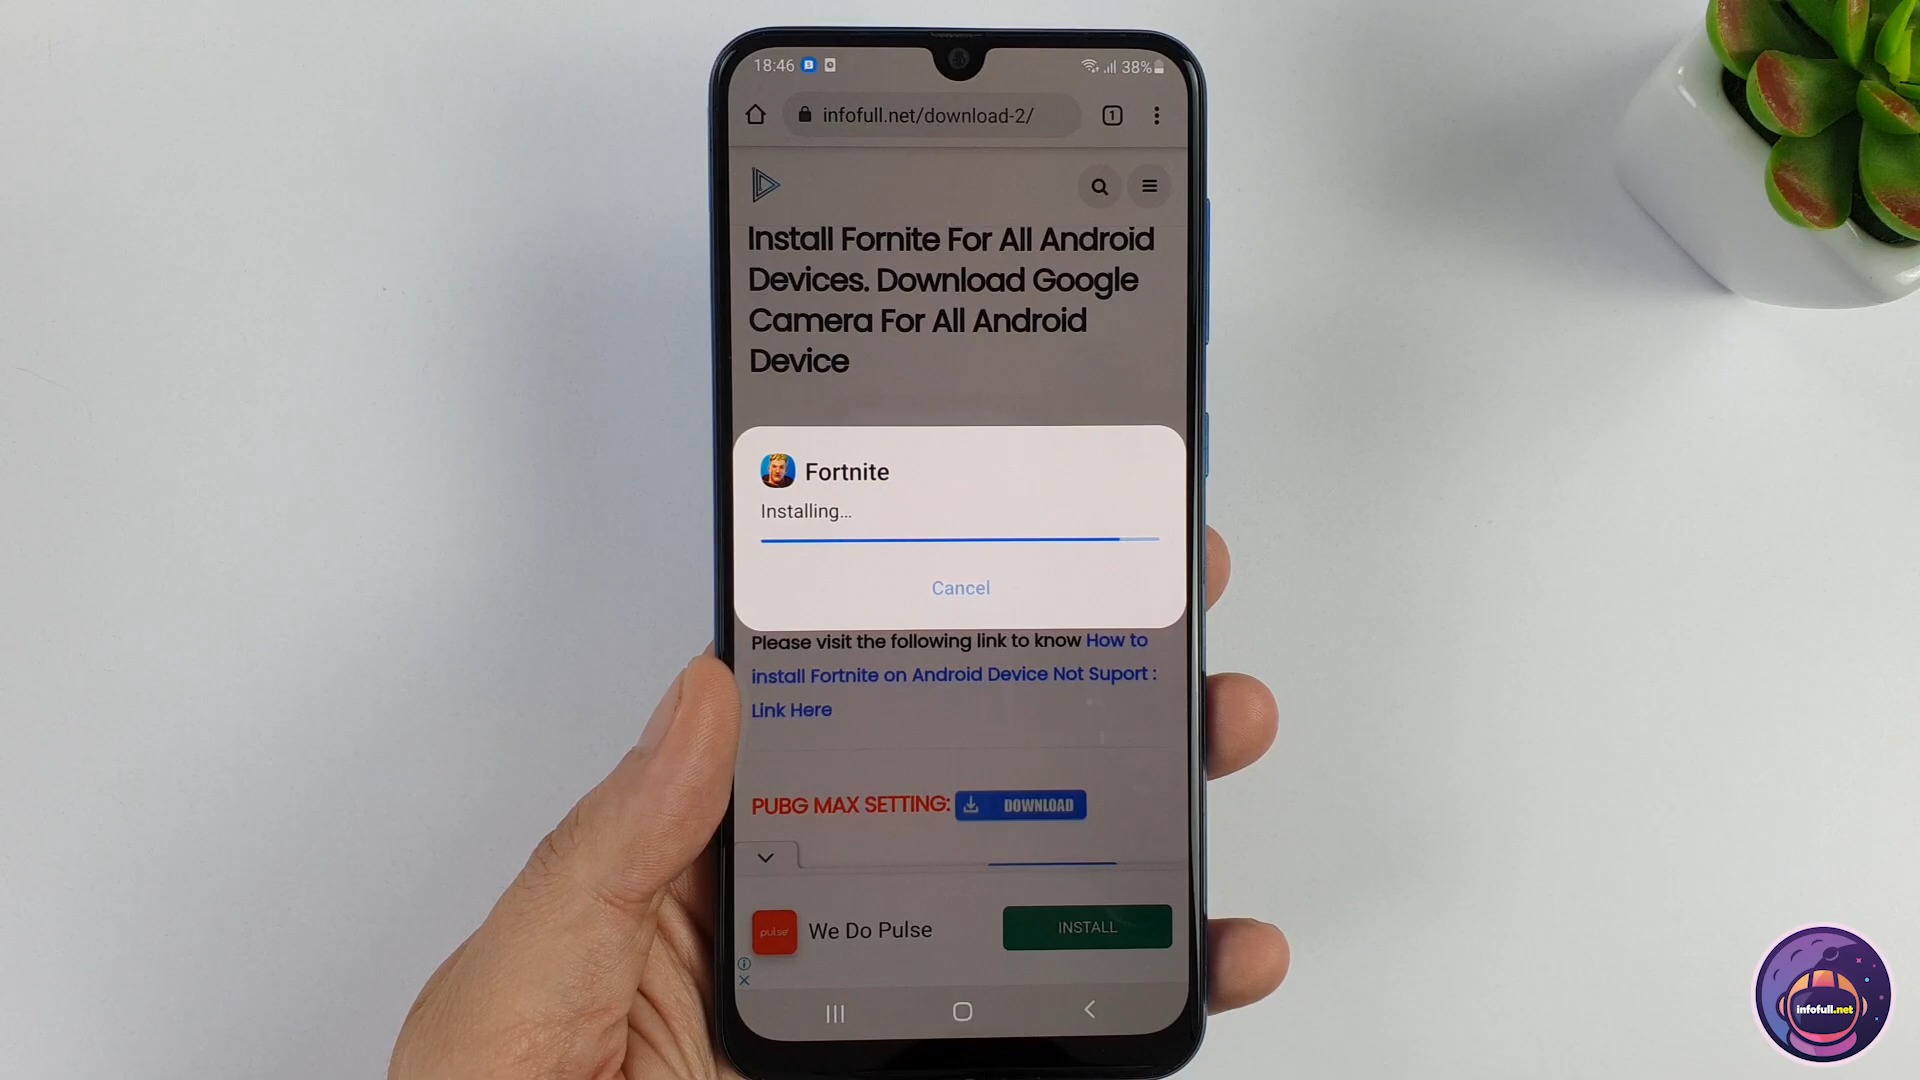 18:46
38%
infofull.net/download-2/
1
Install Fornite For All Android
Devices. Download Google
Camera For All Android
Device
Fortnite
Installing...
Cancel
Please visit the following link to know How to
install Fortnite on Android Device Not Suport :
Link Here
PUBG MAX SETTING: DOWNLOAD
pulse
We Do Pulse
INSTALL
infofull.net